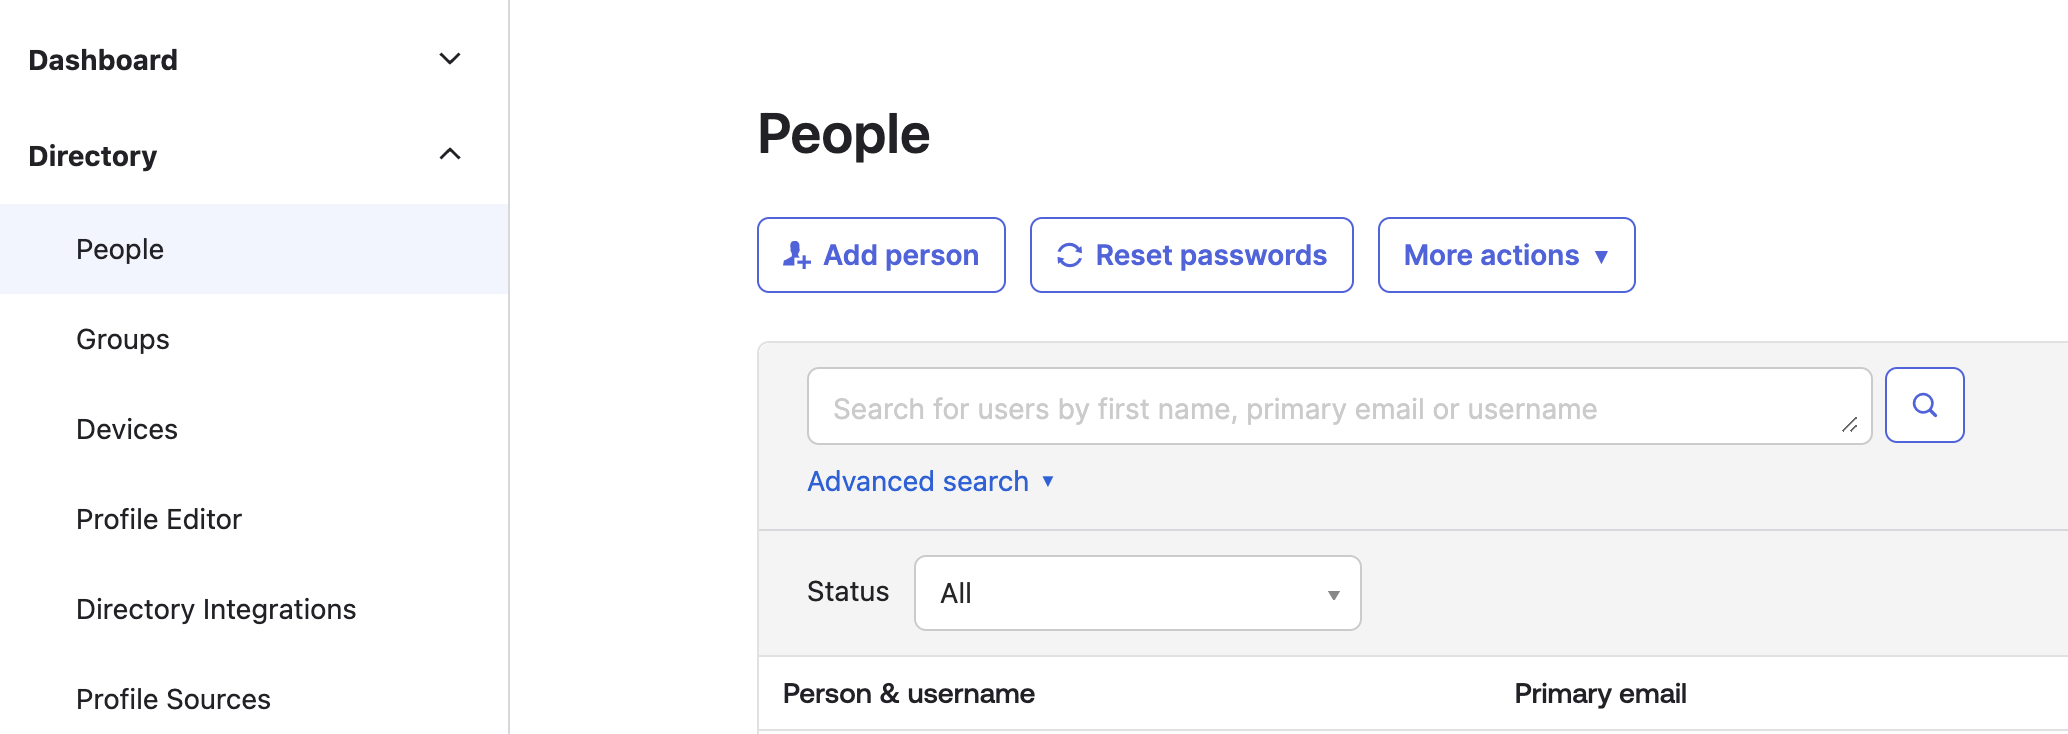 Dashboard
Directory
People
Groups
Devices
Profile Editor
Directory Integrations
Profile Sources
People
Add person
Reset passwords
More actions
Search for users by first name, primary email or username
Advanced search
Status
All
Person & username
Primary email